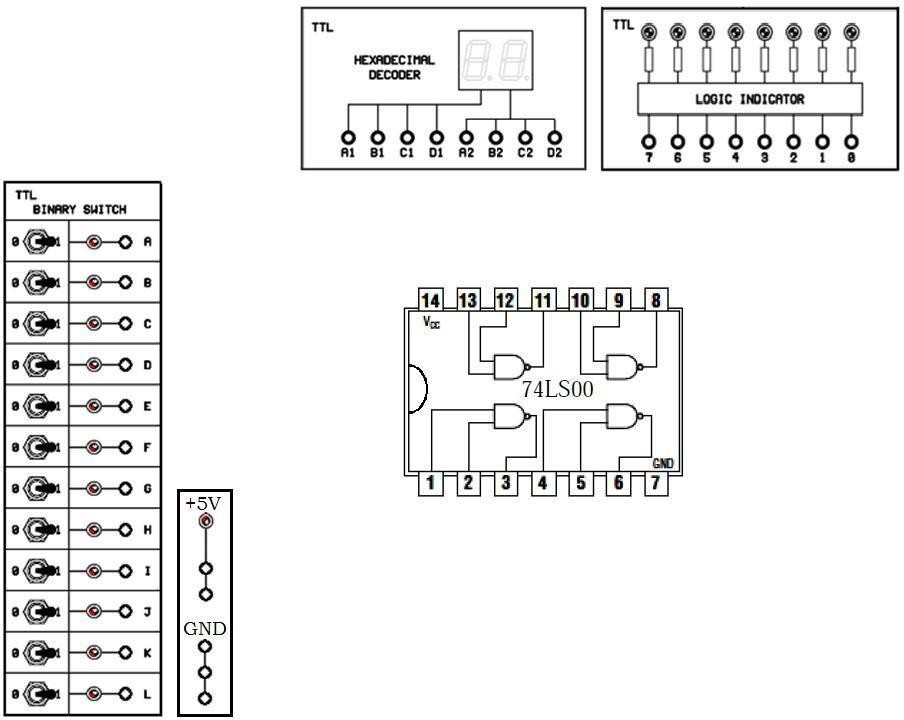 TTL
HEXADECIMAL
DECODER
A1 B1 C1 D1 A2 B2 C2 D2
TTL
LOGIC INDICATOR
7 6 5 4 3 2 1 0
TTL
BINARY SWITCH
0 1 A
0 1 B
0 1 C
0 1 D
0 1 E
0 1 F
0 1 G
0 1 H
0 1 I
0 1 J
0 1 K
0 1 L
+5V
GND
14 13 12 11 10 9 8
VCC
74LS00
GND
1 2 3 4 5 6 7